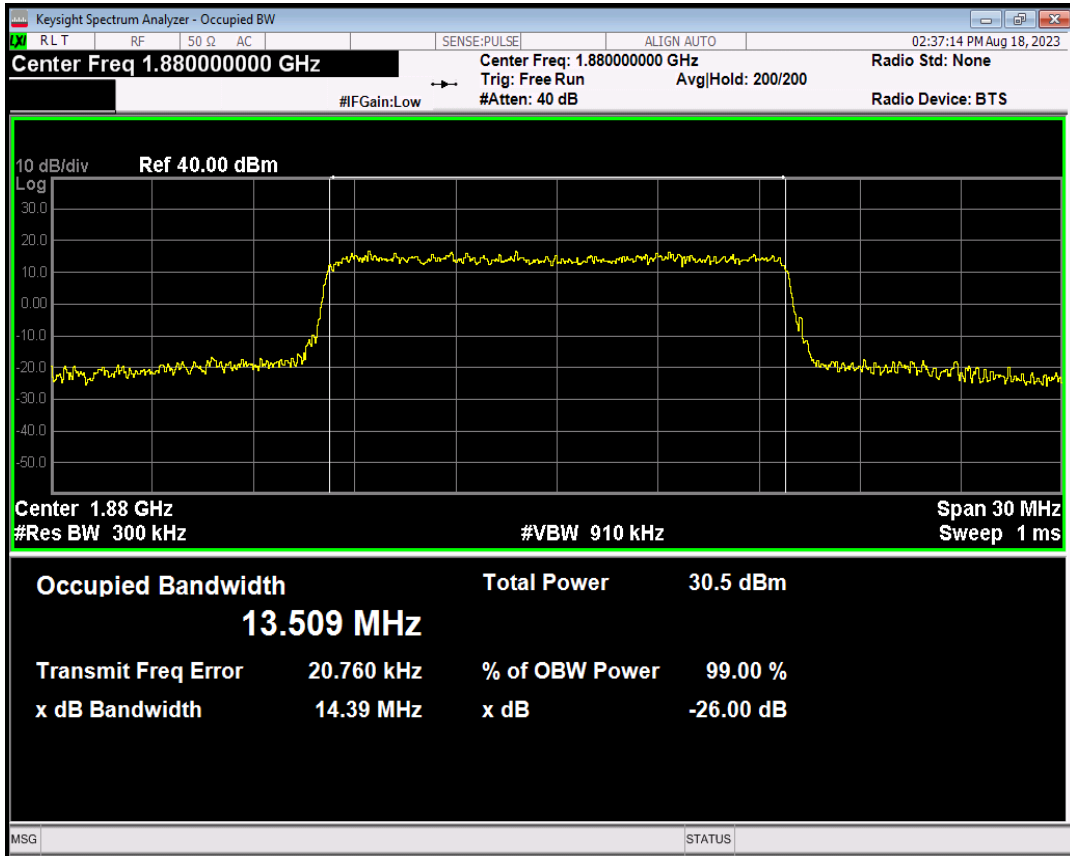 Keysight Spectrum Analyzer - Occupied BW
LXI RLT RF 50 Ω AC SENSE:PULSE ALIGN AUTO 02:37:14 PM Aug 18, 2023
Center Freq 1.880000000 GHz Center Freq: 1.880000000 GHz Radio Std: None
Trig: Free Run Avg|Hold: 200/200
#IFGain:Low #Atten: 40 dB Radio Device: BTS
10 dB/div Ref 40.00 dBm
Log
30.0
20.0
10.0
0.00
-10.0
-20.0
-30.0
-40.0
-50.0
Center 1.88 GHz Span 30 MHz
#Res BW 300 kHz #VBW 910 kHz Sweep 1 ms
Occupied Bandwidth Total Power 30.5 dBm
13.509 MHz
Transmit Freq Error 20.760 kHz % of OBW Power 99.00 %
x dB Bandwidth 14.39 MHz x dB -26.00 dB
MSG STATUS